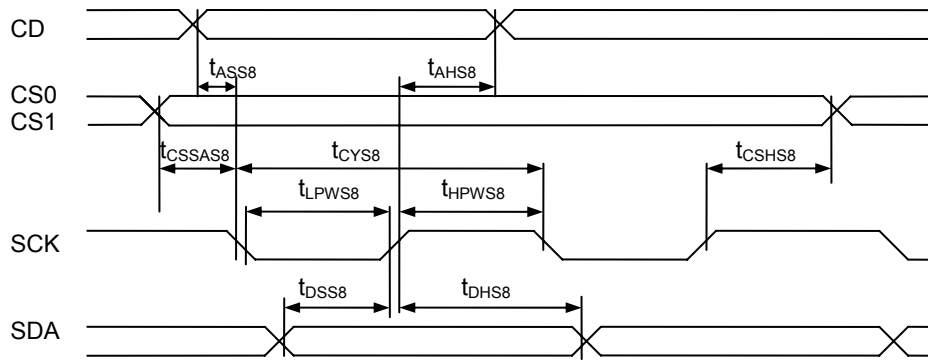 CD
tASS8 tAHS8
CS0
CS1
tCSSAS8 tCYS8 tCSHS8
tLPWS8 tHPWS8
SCK
tDSS8 tDHS8
SDA